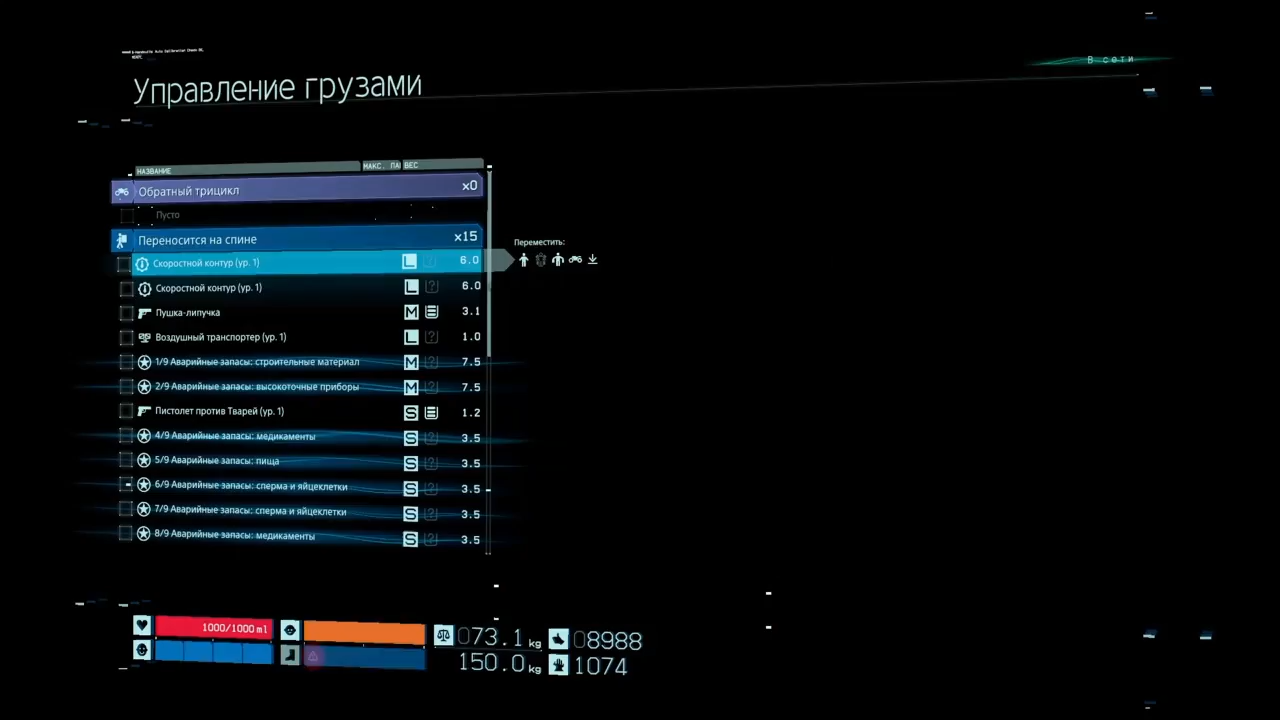 В сети
Управление грузами
НАЗВАНИЕ МАКС. ПА ВЕС
Обратный трицикл x0
Пусто
Переносится на спине x15
Скоростной контур (ур. 1) L ? 6.0
Переместить:
Скоростной контур (ур. 1) L ? 6.0
Пушка-липучка M 3.1
Воздушный транспортер (ур. 1) L ? 1.0
1/9 Аварийные запасы: строительные материал M ? 7.5
2/9 Аварийные запасы: высокоточные приборы M ? 7.5
Пистолет против Тварей (ур. 1) S 1.2
4/9 Аварийные запасы: медикаменты S ? 3.5
5/9 Аварийные запасы: пища S ? 3.5
6/9 Аварийные запасы: сперма и яйцеклетки S ? 3.5
7/9 Аварийные запасы: сперма и яйцеклетки S ? 3.5
8/9 Аварийные запасы: медикаменты S ? 3.5
1000/1000 ml 073.1 kg 08988
150.0 kg 1074